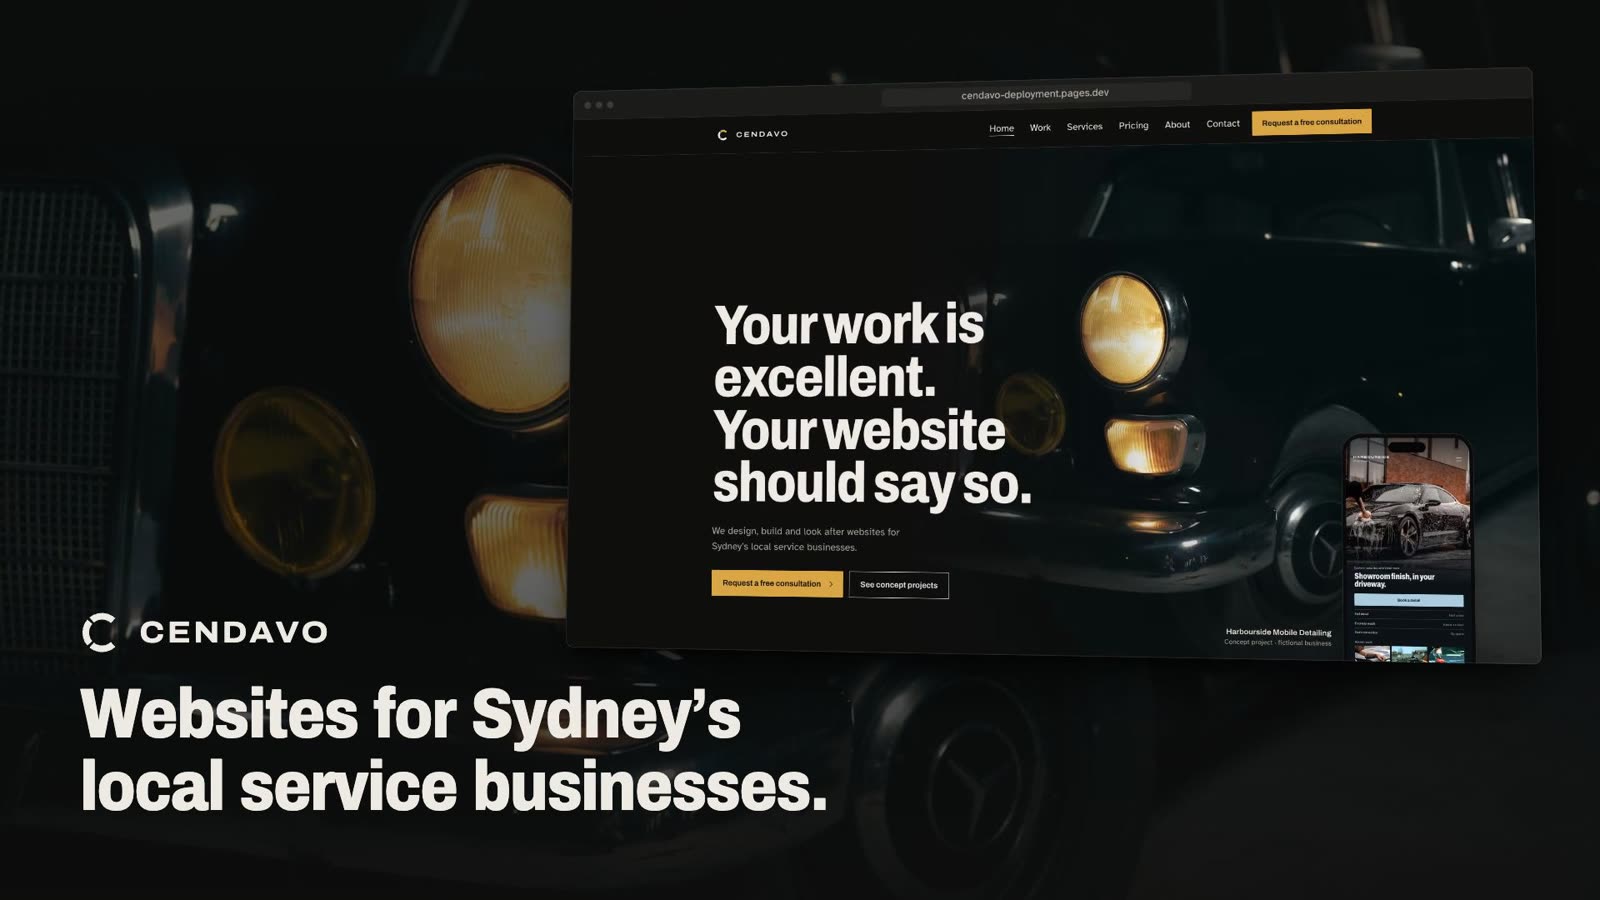 cendavo-deployment.pages.dev
CENDAVO
Home Work Services Pricing About Contact Request a free consultation
Your work is
excellent.
Your website
should say so.
We design, build and look after websites for
Sydney's local service businesses.
Request a free consultation See concept projects
Showroom finish, in your
driveway.
Harbourside Mobile Detailing
Concept project · fictional business
CENDAVO
Websites for Sydney’s
local service businesses.